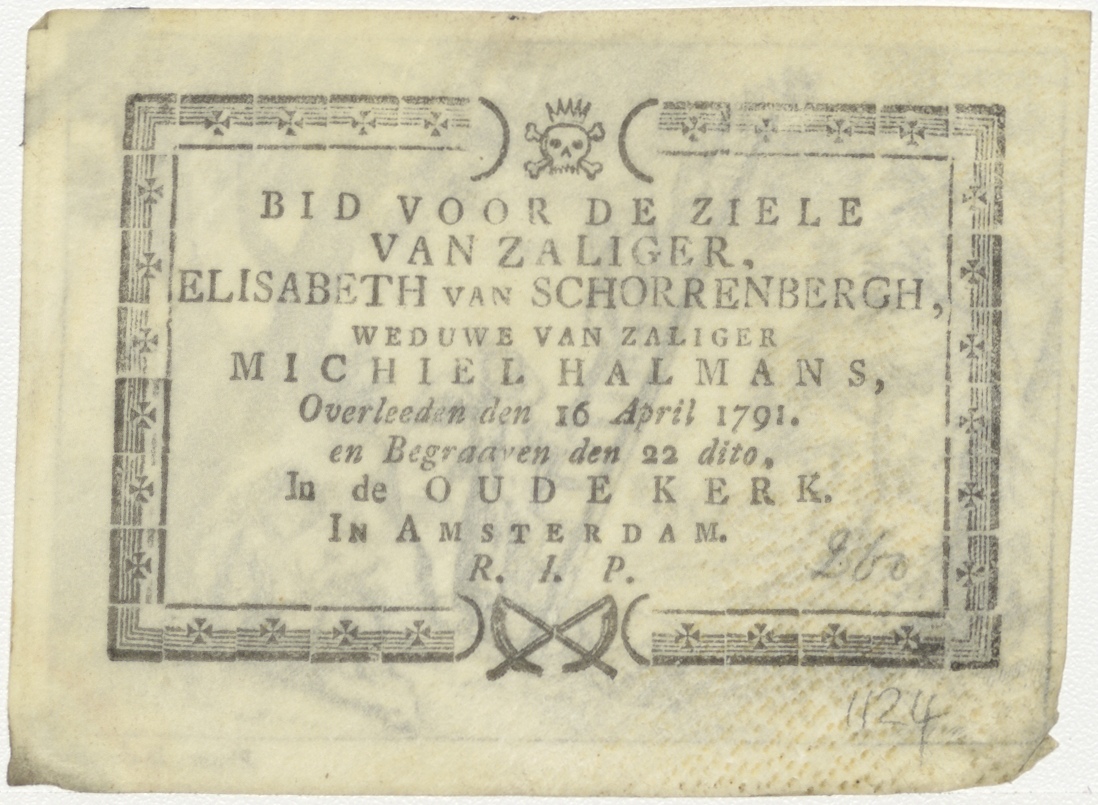 BID VOOR DE ZIELE
VAN ZALIGER,
ELISABETH VAN SCHORRENBERGH,
WEDUWE VAN ZALIGER
MICHIEL HALMANS,
Overleeden den 16 April 1791.
en Begraaven den 22 dito,
In de OUDE KERK.
IN AMSTERDAM.
R. I. P.
1124